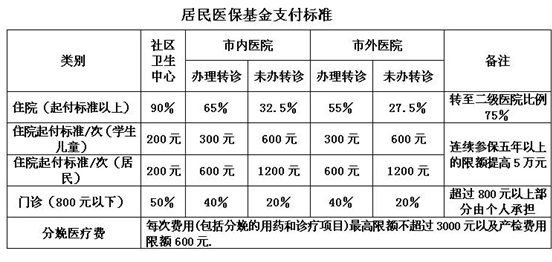 居民医保基金支付标准
类别 社区卫生中心 市内医院 市外医院 备注
办理转诊 未办转诊 办理转诊 未办转诊
住院（起付标准以上） 90% 65% 32.5% 55% 27.5% 转至二级医院比例75%
住院起付标准/次（学生儿童） 200元 300元 600元 300元 600元 连续参保五年以上的限额提高5万元
住院起付标准/次（居民） 200元 600元 1200元 600元 1200元
门诊（800元以下） 50% 40% 20% 40% 20% 超过800元以上部分由个人承担
分娩医疗费 每次费用(包括分娩的用药和诊疗项目)最高限额不超过3000元以及产检费用限额600元.